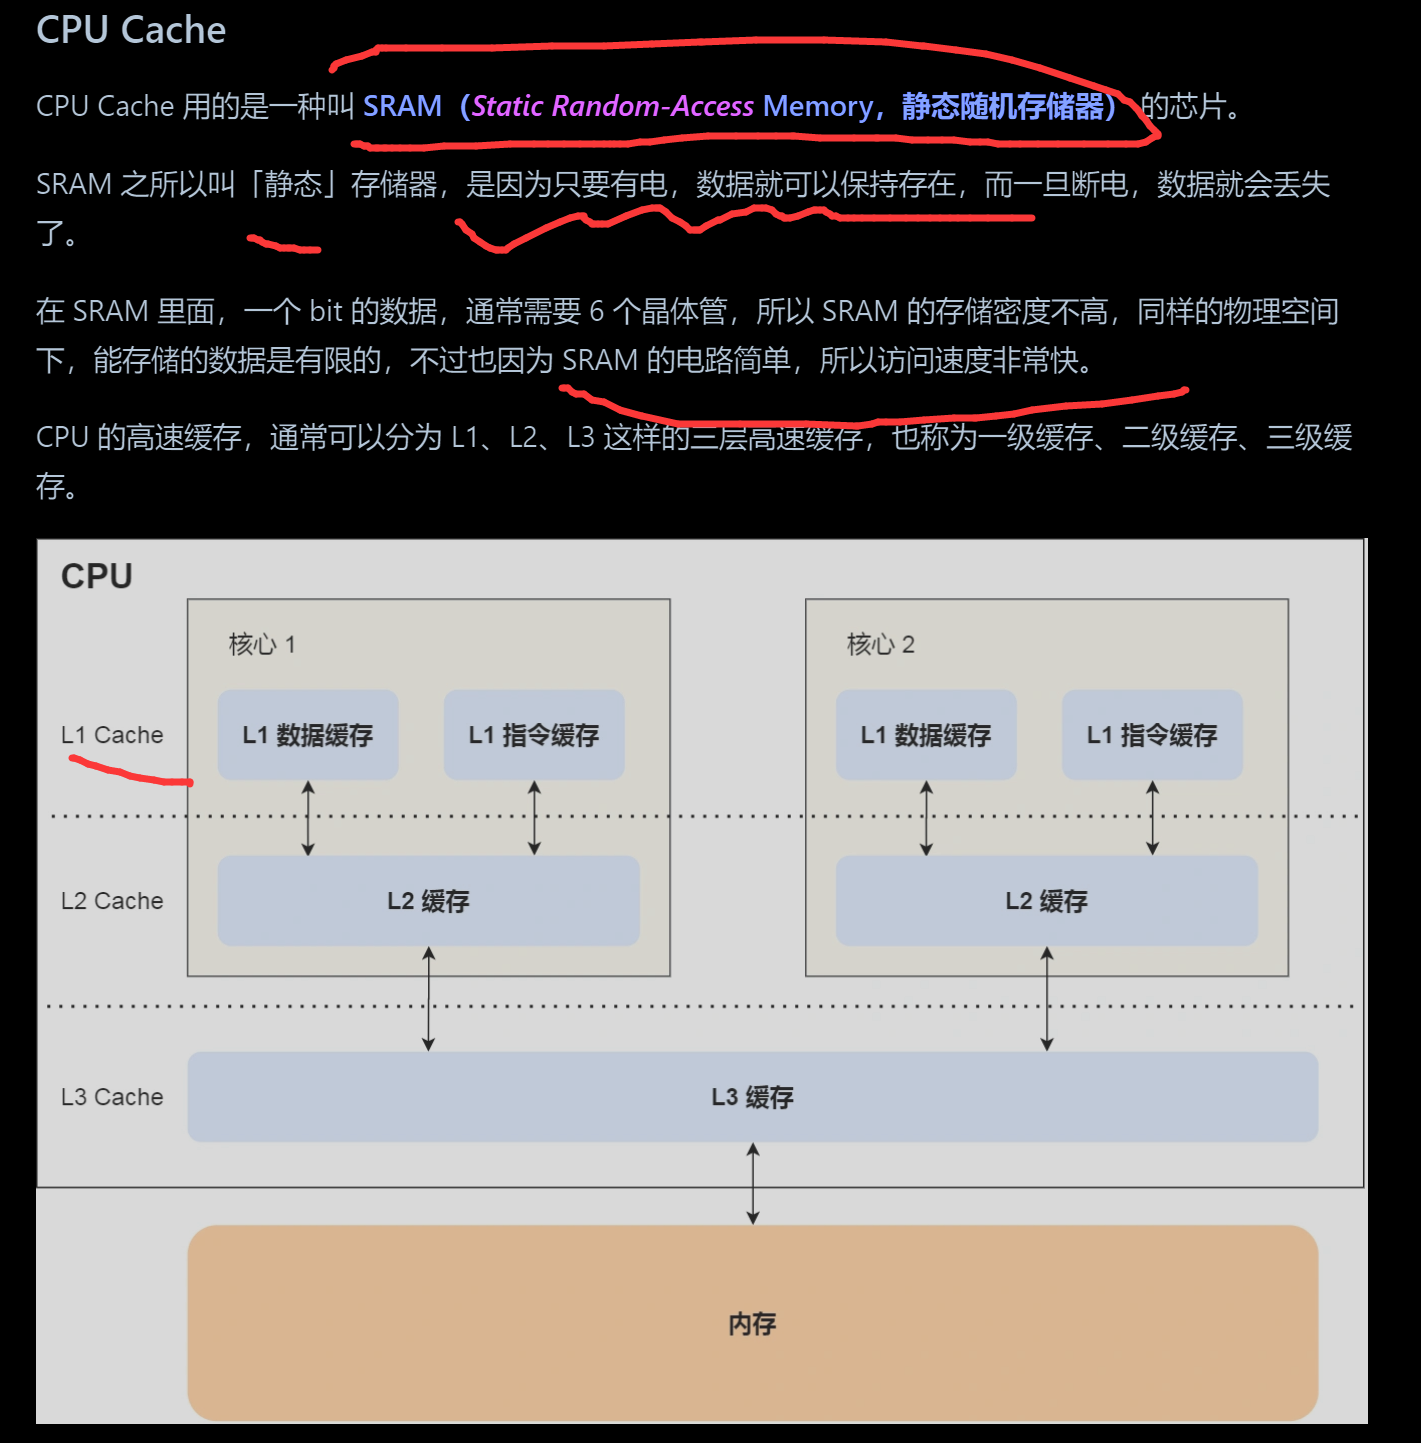 CPU Cache
CPU Cache 用的是一种叫 SRAM（Static Random-Access Memory，静态随机存储器） 的芯片。
SRAM 之所以叫「静态」存储器，是因为只要有电，数据就可以保持存在，而一旦断电，数据就会丢失
了。
在 SRAM 里面，一个 bit 的数据，通常需要 6 个晶体管，所以 SRAM 的存储密度不高，同样的物理空间
下，能存储的数据是有限的，不过也因为 SRAM 的电路简单，所以访问速度非常快。
CPU 的高速缓存，通常可以分为 L1、L2、L3 这样的三层高速缓存，也称为一级缓存、二级缓存、三级缓
存。
CPU
核心 1
核心 2
L1 Cache
L1 数据缓存
L1 指令缓存
L1 数据缓存
L1 指令缓存
L2 Cache
L2 缓存
L2 缓存
L3 Cache
L3 缓存
内存